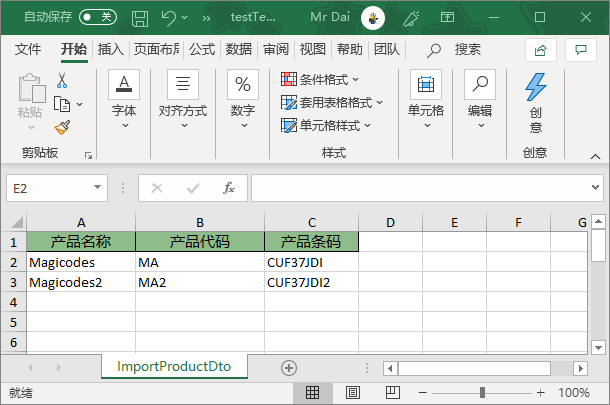 自动保存 关 testTe... Mr Dai
文件 开始 插入 页面布局 公式 数据 审阅 视图 帮助 团队 搜索
粘贴 字体 对齐方式 % 数字 条件格式 套用表格格式 单元格样式 单元格 编辑 创意
剪贴板 样式 创意
E2 fx
A B C D E F G
1 产品名称 产品代码 产品条码
2 Magicodes MA CUF37JDI
3 Magicodes2 MA2 CUF37JDI2
4
5
6
ImportProductDto
就绪 100%